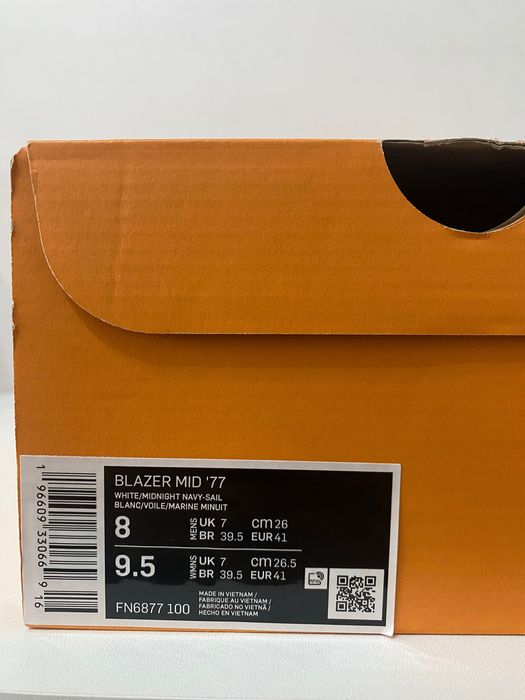 BLAZER MID '77
WHITE/MIDNIGHT NAVY-SAIL
BLANC/VOILE/MARINE MINUIT
8 MENS UK 7 CM 26
BR 39.5 EUR 41
9.5 WMNS UK 7 CM 26.5
BR 39.5 EUR 41
FN6877 100
MADE IN VIETNAM /
FABRIQUE AU VIETNAM /
FABRICADO NO VIETNÃ /
HECHO EN VIETNAM
1 96609 33066 9 16